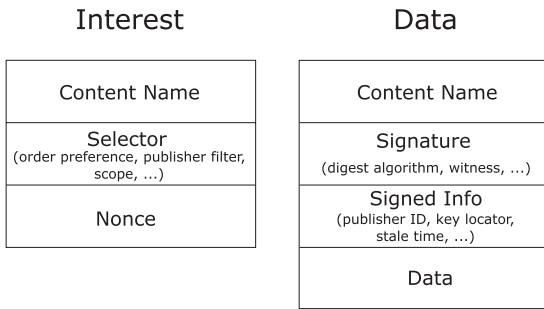 Interest
Content Name
Selector
(order preference, publisher filter,
scope, ...)
Nonce
Data
Content Name
Signature
(digest algorithm, witness, ...)
Signed Info
(publisher ID, key locator,
stale time, ...)
Data